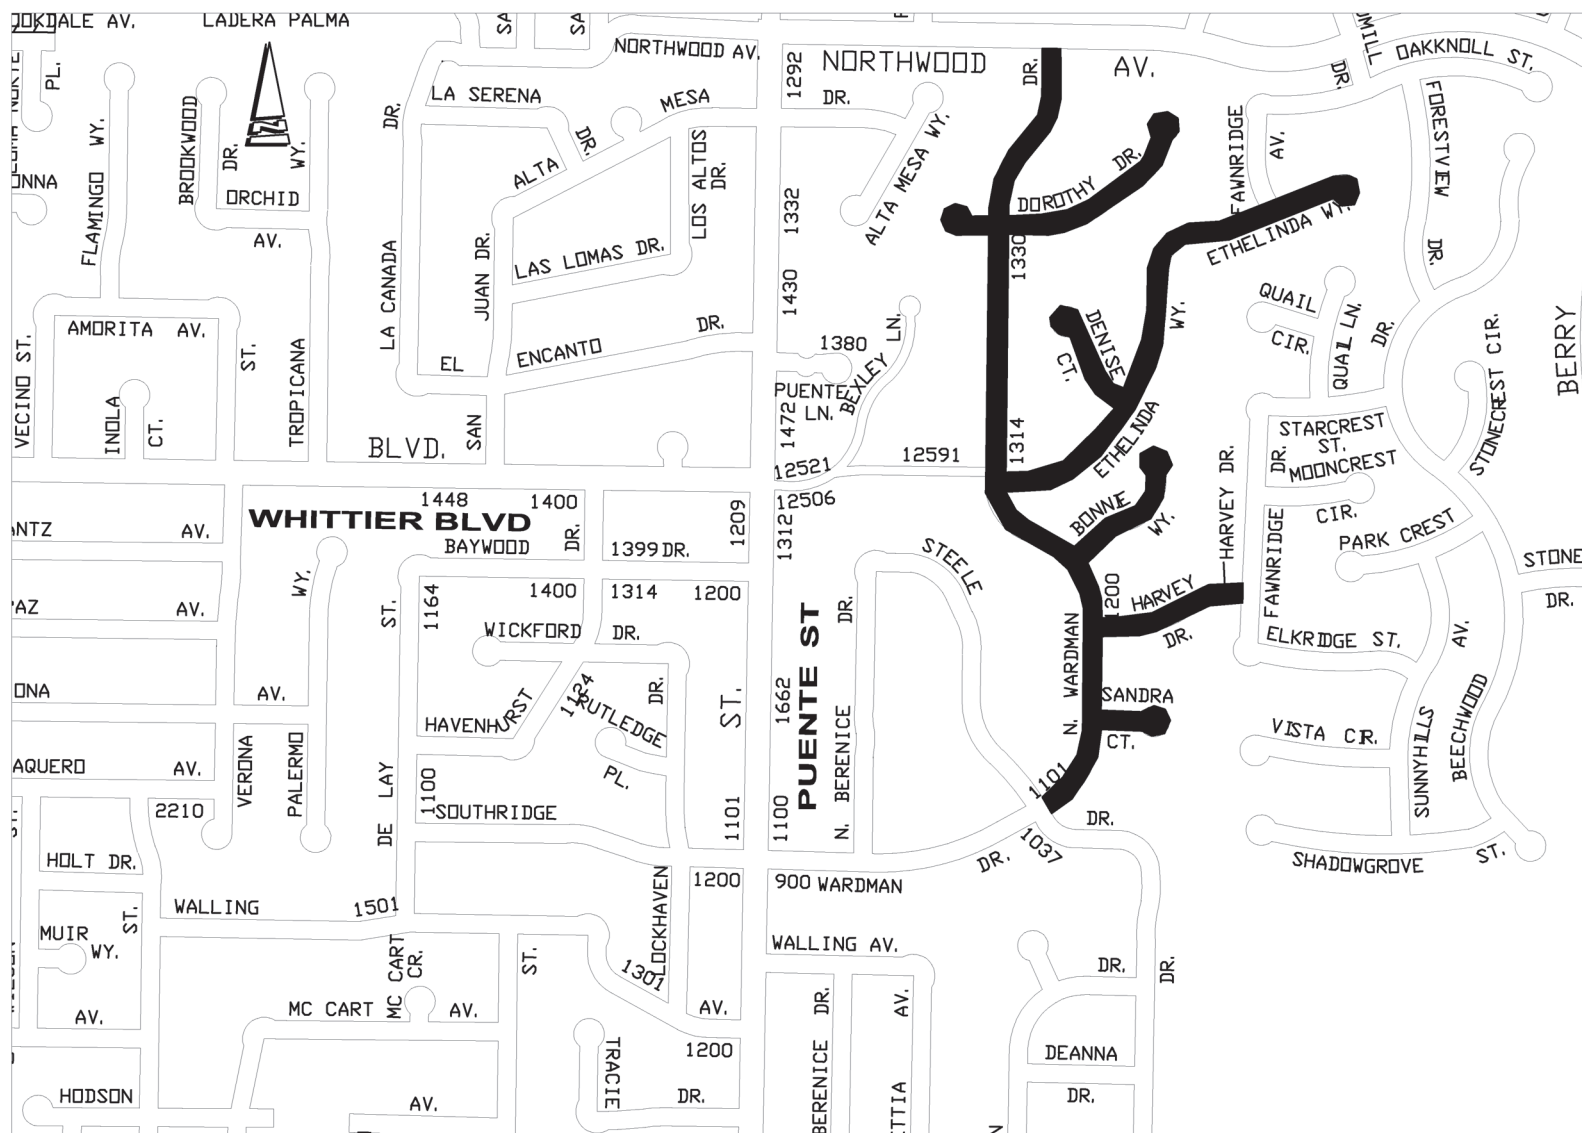 DALE AV.
LADERA PALMA
NORTHWOOD AV.
NORTHWOOD
AV.
DR.
OAKKNOLL ST.
DR.
PL.
LA SERENA
DR.
MESA
1292
DR.
FLAMINGO WY.
BROOKWOOD
DR.
N
WY.
ORCHID
AV.
DR.
ALTA
LOS ALTOS
DR.
ALTA MESA WY.
1332
DOROTHY DR.
FAWNRIDGE
AV.
FORESTVIEW
DR.
ETHELINDA WY.
LA CANADA
JUAN DR.
LAS LOMAS DR.
1430
1330
WY.
QUAIL
CIR.
QUAIL LN.
DR.
STONECREST CIR.
BERRY
AMORITA AV.
VECINO ST.
ST.
TROPICANA
EL
ENCANTO
DR.
1380
BEXLEY LN.
PUENTE
LN.
1472
DENISE
CT.
ETHELINDA
INOLA
CT.
BLVD.
SAN
12521
12591
1314
HARVEY DR.
STARCREST
ST.
DR.
MOONCREST
CIR.
PARK CREST
1448
1400
1209
12506
WHITTIER BLVD
BAYWOOD
DR.
1399 DR.
1312
BONNIE
WY.
AV.
STONE
DR.
WY.
ST.
1164
1400
1314
1200
STEELE
DR.
1200
HARVEY
DR.
FAWNRIDGE
AV.
WICKFORD DR.
PUENTE ST
N. WARDMAN
ELKRIDGE ST.
AV.
AV.
1124
DR.
ST.
1662
SANDRA
CT.
HAVENHURST
RUTLEDGE
PL.
N. BERENICE
VISTA CIR.
SUNNYHILLS
BEECHWOOD
AV.
VERONA
PALERMO
DE LAY
1100
1101
1100
1101
2210
SOUTHRIDGE
DR.
1037
DR.
HOLT DR.
SHADOWGROVE ST.
1200
900 WARDMAN
WALLING
1501
ST.
LOCKHAVEN
MUIR
WY.
MC CART
CR.
ST.
1301
WALLING AV.
DR.
DR.
AV.
MC CART
AV.
AV.
DR.
AV.
1200
TRACIE
DEANNA
DR.
HODSON
AV.
DR.
BERENICE